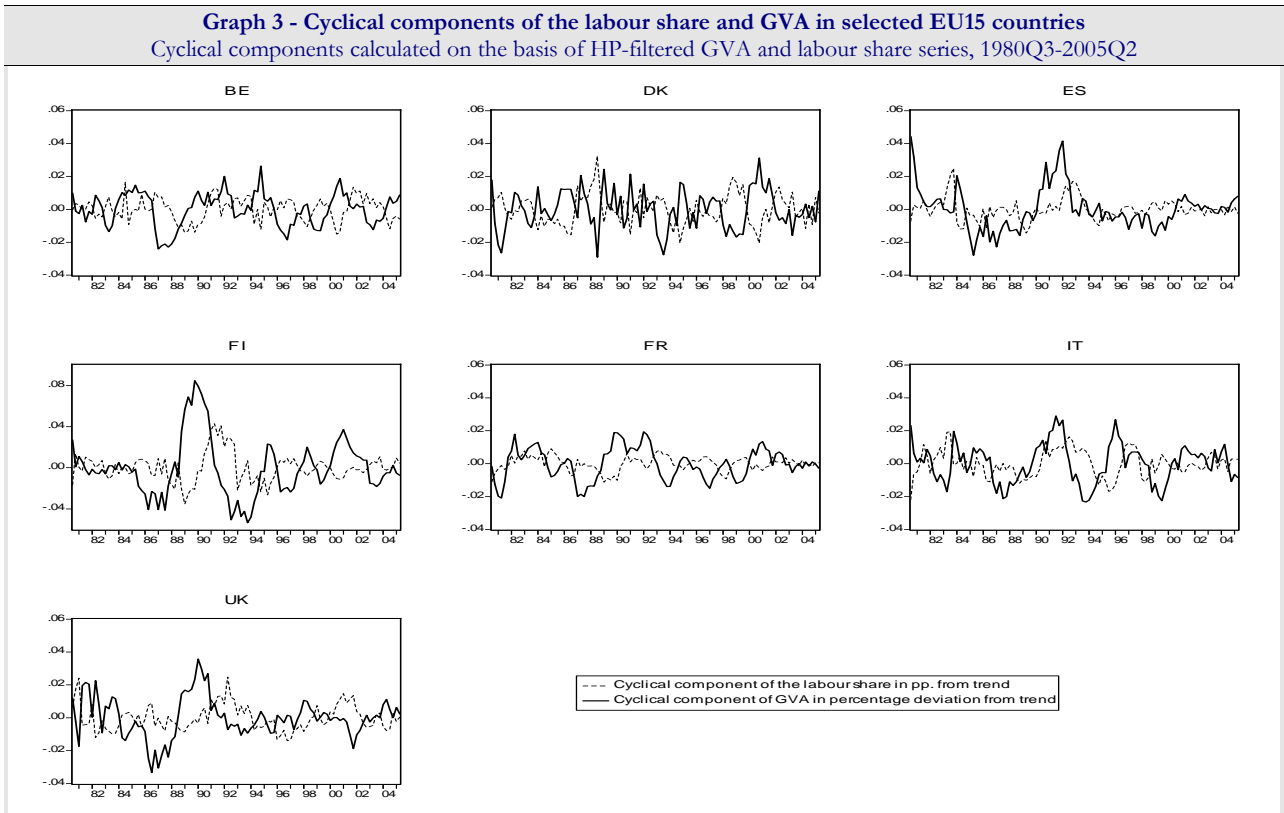 Graph 3 - Cyclical components of the labour share and GVA in selected EU15 countries
Cyclical components calculated on the basis of HP-filtered GVA and labour share series, 1980Q3-2005Q2
BE
.06
.04
.02
.00
-.02
-.04
82 84 86 88 90 92 94 96 98 00 02 04
DK
.06
.04
.02
.00
-.02
-.04
82 84 86 88 90 92 94 96 98 00 02 04
ES
.06
.04
.02
.00
-.02
-.04
82 84 86 88 90 92 94 96 98 00 02 04
FI
.08
.04
.00
-.04
82 84 86 88 90 92 94 96 98 00 02 04
FR
.06
.04
.02
.00
-.02
-.04
82 84 86 88 90 92 94 96 98 00 02 04
IT
.06
.04
.02
.00
-.02
-.04
82 84 86 88 90 92 94 96 98 00 02 04
UK
.06
.04
.02
.00
-.02
-.04
82 84 86 88 90 92 94 96 98 00 02 04
Cyclical component of the labour share in pp. from trend
Cyclical component of GVA in percentage deviation from trend